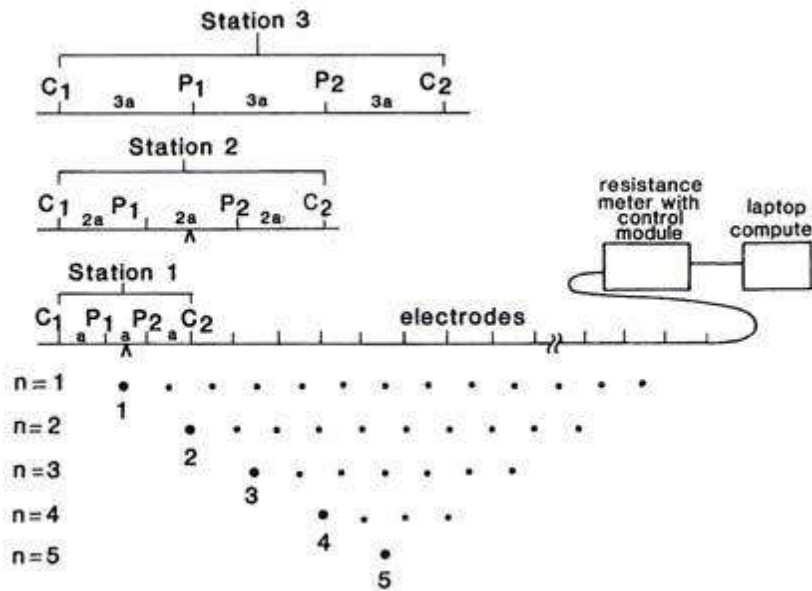 Station 3
C1 P1 P2 C2
3a 3a 3a
Station 2
C1 P1 P2 C2
2a 2a 2a
resistance
meter with
control
module
laptop
compute
Station 1
C1 P1 P2 C2
a a a
electrodes
n=1
1
n=2
2
n=3
3
n=4
4
n=5
5